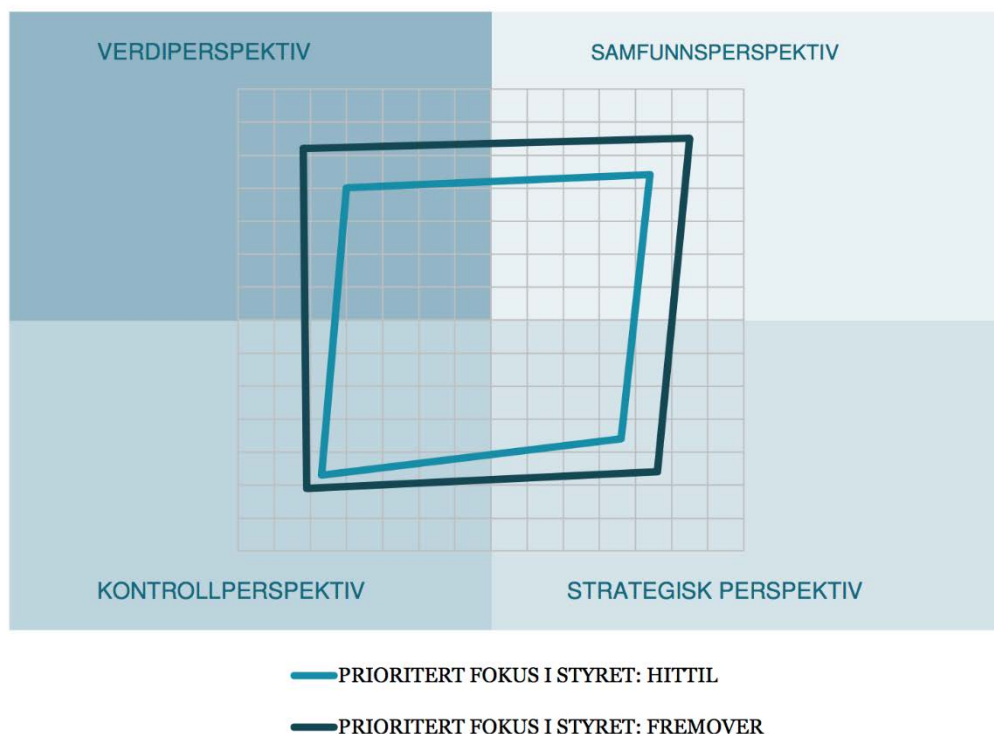 VERDIPERSPEKTIV
SAMFUNNSPERSPEKTIV
KONTROLLPERSPEKTIV
STRATEGISK PERSPEKTIV
PRIORITERT FOKUS I STYRET: HITTIL
PRIORITERT FOKUS I STYRET: FREMOVER